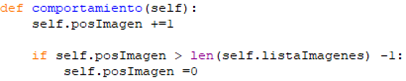 def comportamiento(self):
    self.posImagen +=1

    if self.posImagen > len(self.listaImagenes) -1:
        self.posImagen =0